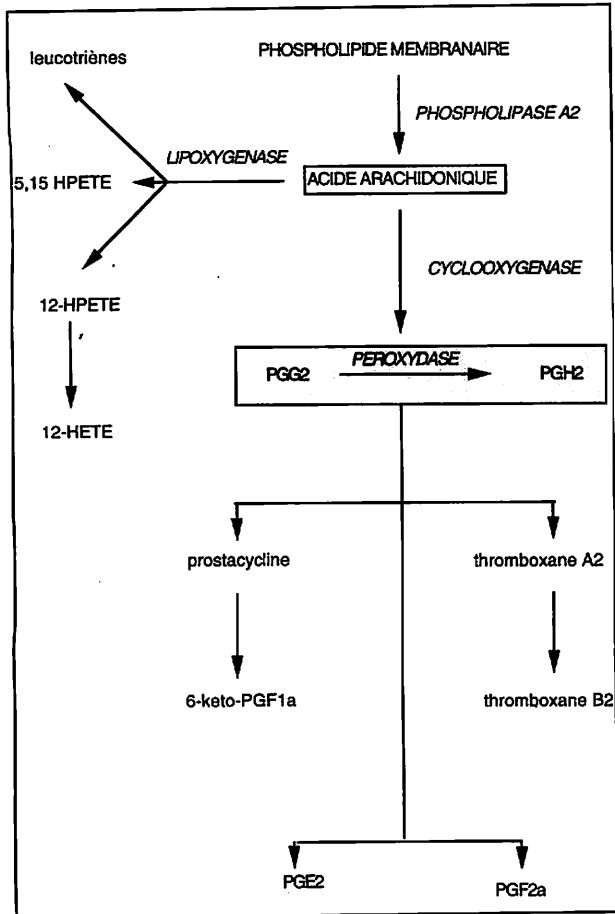 leucotriènes
PHOSPHOLIPIDE MEMBRANAIRE
PHOSPHOLIPASE A2
LIPOXYGENASE
5,15 HPETE
ACIDE ARACHIDONIQUE
CYCLOOXYGENASE
12-HPETE
PEROXYDASE
PGG2
PGH2
12-HETE
prostacycline
thromboxane A2
6-keto-PGF1a
thromboxane B2
PGE2
PGF2a